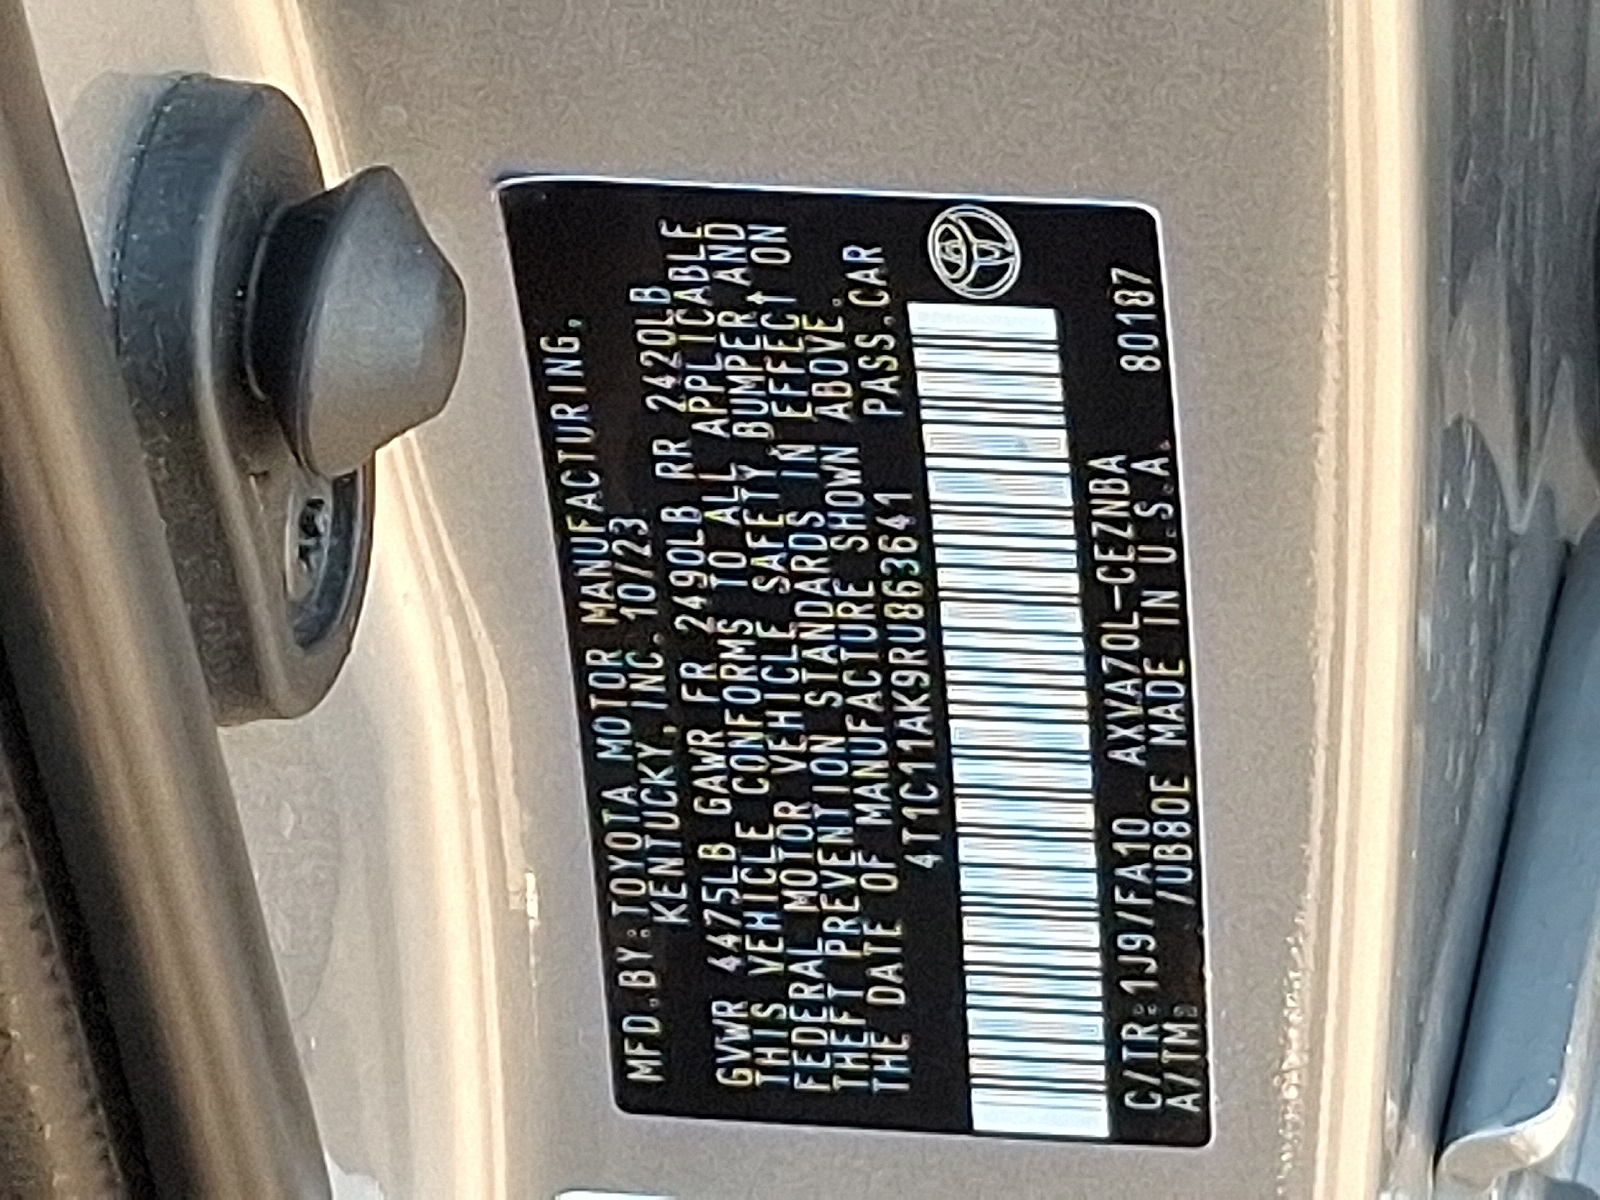 MFD.BY:TOYOTA MOTOR MANUFACTURING,
KENTUCKY, INC. 10/23
GVWR 4475LB GAWR FR 2490LB RR 2420LB
THIS VEHICLE CONFORMS TO ALL APPLICABLE
FEDERAL MOTOR VEHICLE SAFETY BUMPER, AND
THEFT PREVENTION STANDARDS IN EFFECT ON
THE DATE OF MANUFACTURE SHOWN ABOVE.
4T1C11AK9RU863641 PASS.CAR
C/TR:1J9/FA10 AXVA70L-CEZNBA 80187
A/TM: /UB80E MADE IN U.S.A.